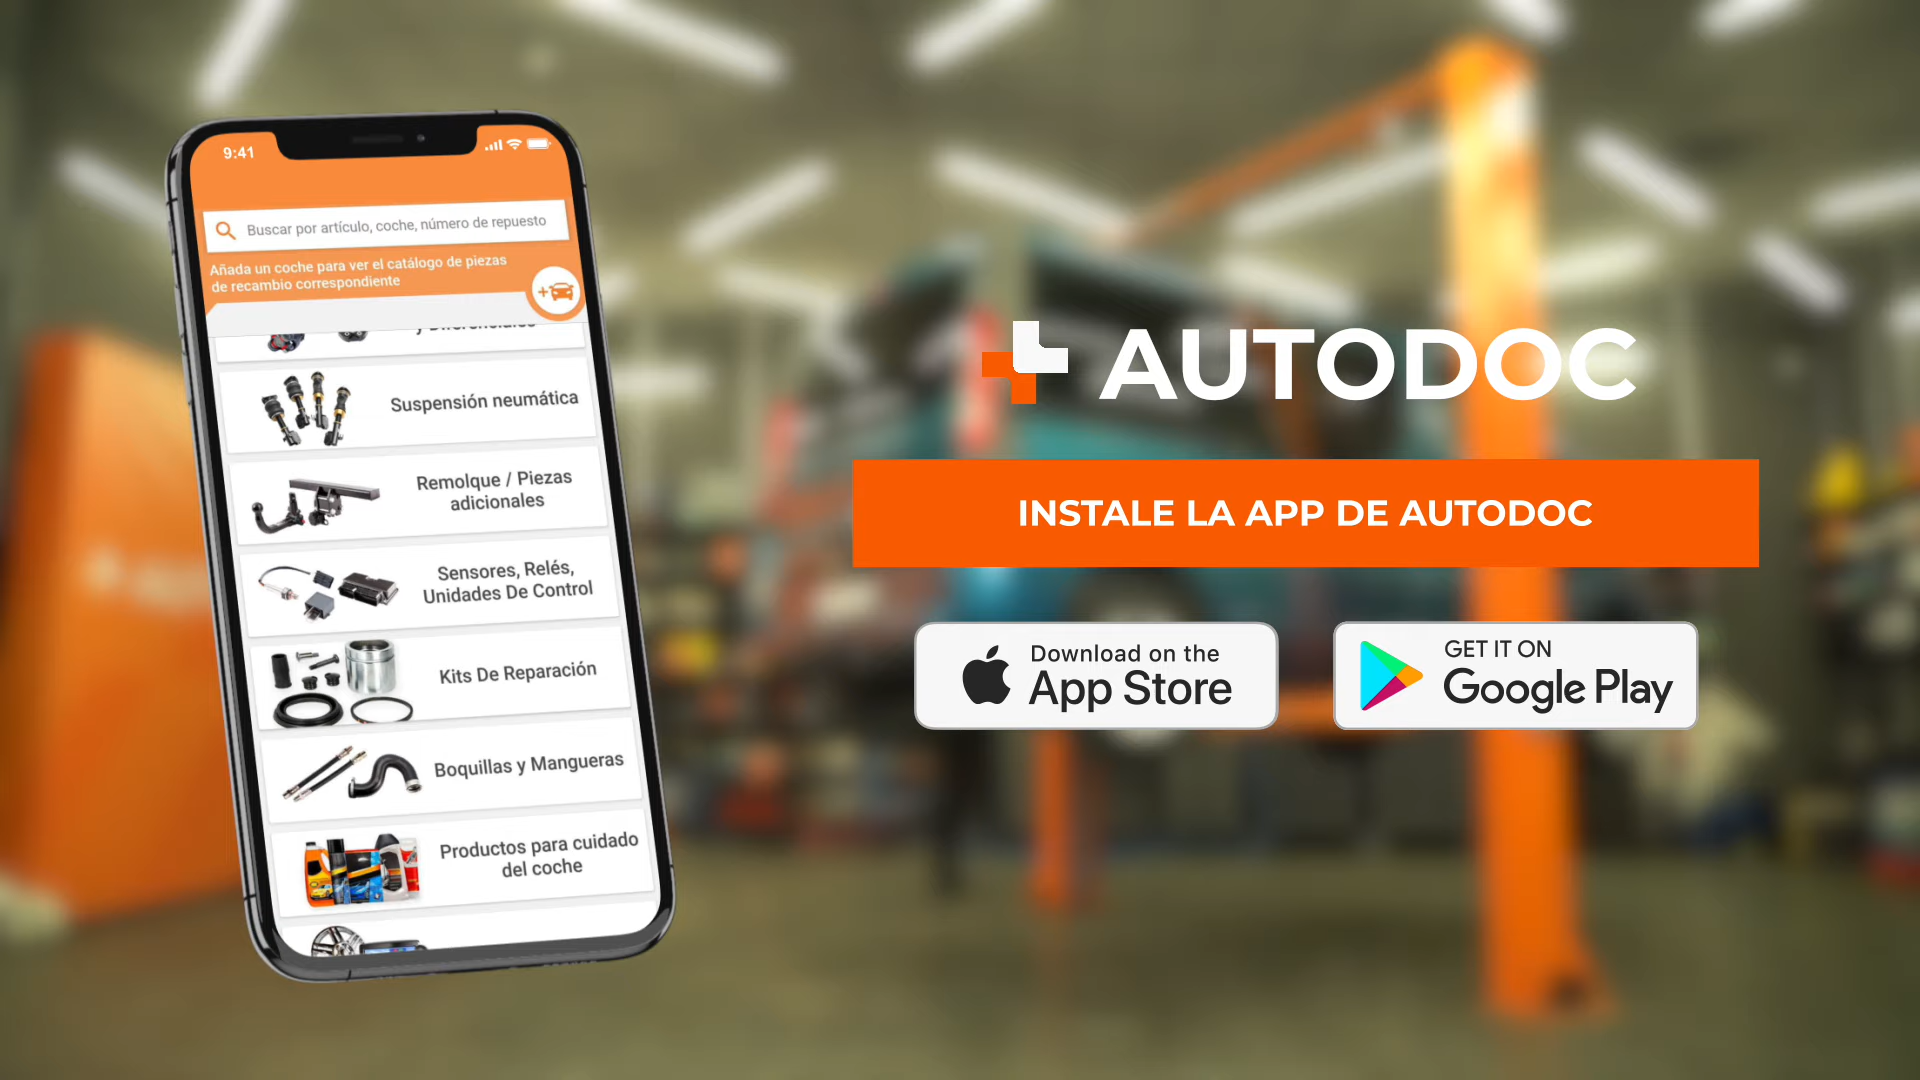 9:41
Buscar por artículo, coche, número de repuesto
Añada un coche para ver el catálogo de piezas
de recambio correspondiente
y Diferenciales
Suspensión neumática
Remolque / Piezas
adicionales
Sensores, Relés,
Unidades De Control
Kits De Reparación
Boquillas y Mangueras
Productos para cuidado
del coche
AUTODOC
INSTALE LA APP DE AUTODOC
Download on the
App Store
GET IT ON
Google Play